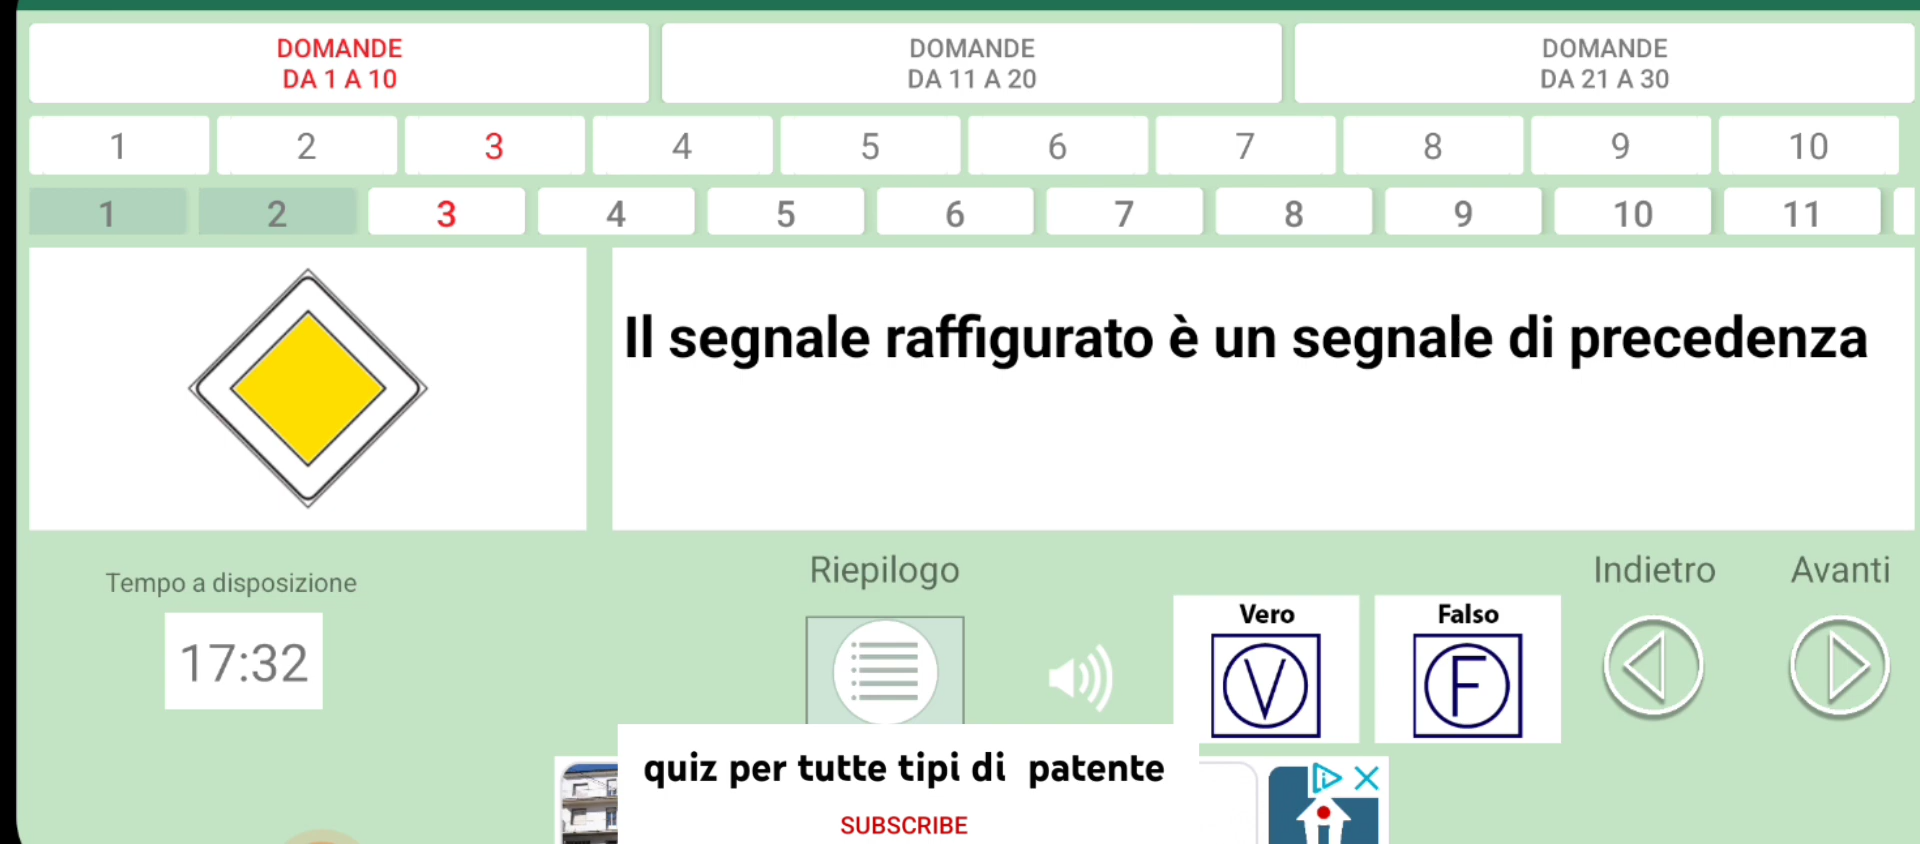 DOMANDE
DA 1 A 10
DOMANDE
DA 11 A 20
DOMANDE
DA 21 A 30
1 2 3 4 5 6 7 8 9 10
1 2 3 4 5 6 7 8 9 10 11
Il segnale raffigurato è un segnale di precedenza
Tempo a disposizione
17:32
Riepilogo
Vero
V
Falso
F
Indietro
Avanti
quiz per tutte tipi di patente
SUBSCRIBE